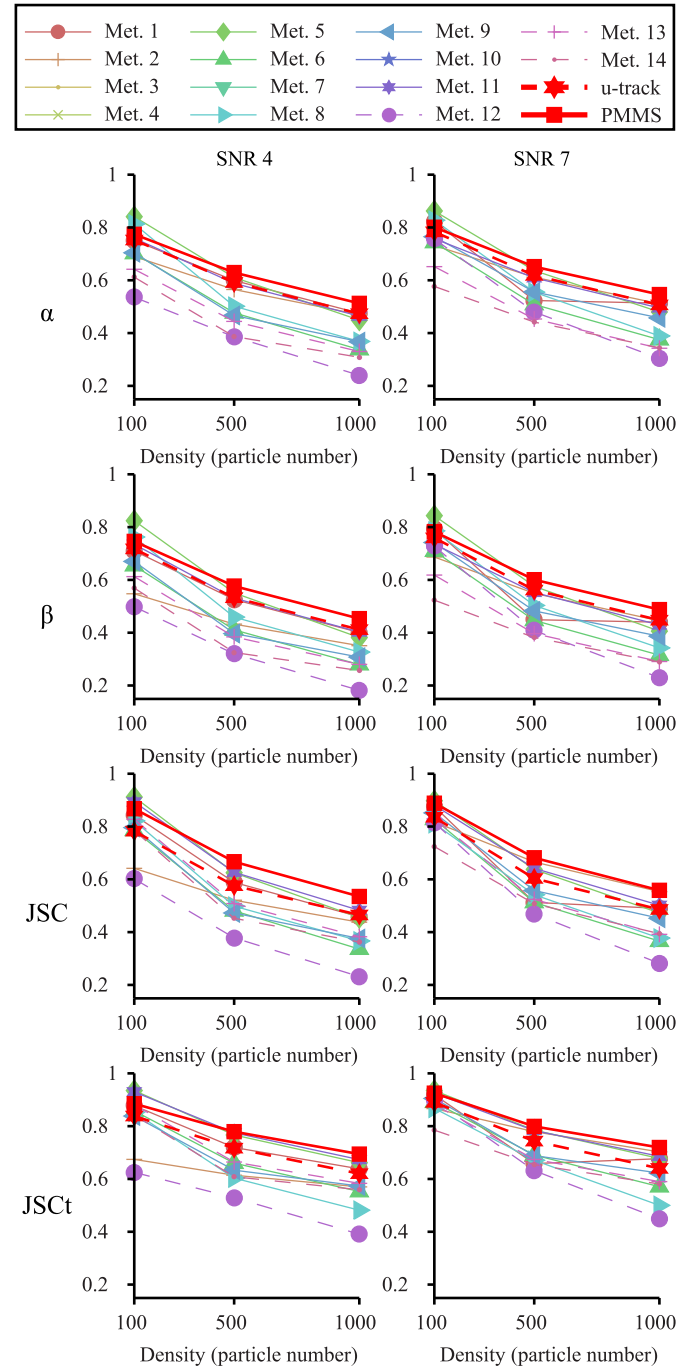 Met. 1 Met. 5 Met. 9 Met. 13
Met. 2 Met. 6 Met. 10 Met. 14
Met. 3 Met. 7 Met. 11 u-track
Met. 4 Met. 8 Met. 12 PMMS
SNR 4 SNR 7
1 1
0.8 0.8
0.6 0.6
α
0.4 0.4
0.2 0.2
100 500 1000 100 500 1000
Density (particle number) Density (particle number)
1 1
0.8 0.8
0.6 0.6
β
0.4 0.4
0.2 0.2
100 500 1000 100 500 1000
Density (particle number) Density (particle number)
1 1
0.8 0.8
0.6 0.6
JSC
0.4 0.4
0.2 0.2
100 500 1000 100 500 1000
Density (particle number) Density (particle number)
1 1
0.8 0.8
0.6 0.6
JSCt
0.4 0.4
0.2 0.2
100 500 1000 100 500 1000
Density (particle number) Density (particle number)